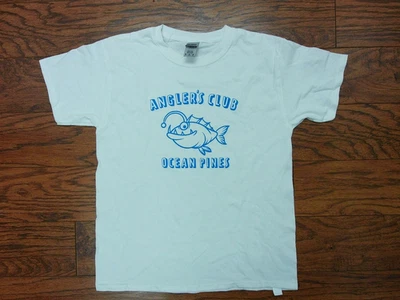 ANGLER'S CLUB
OCEAN PINES